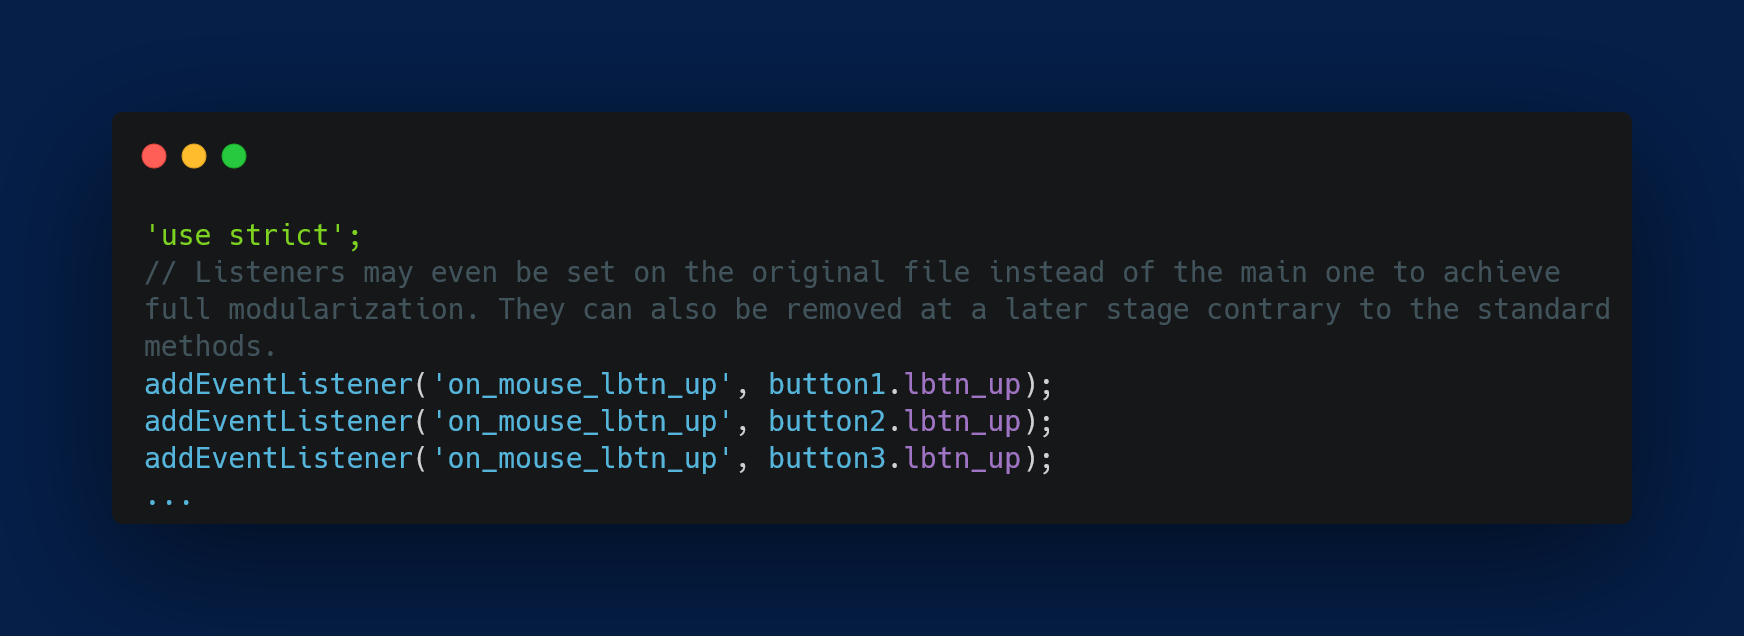 'use strict';
// Listeners may even be set on the original file instead of the main one to achieve
full modularization. They can also be removed at a later stage contrary to the standard
methods.
addEventListener('on_mouse_lbtn_up', button1.lbtn_up);
addEventListener('on_mouse_lbtn_up', button2.lbtn_up);
addEventListener('on_mouse_lbtn_up', button3.lbtn_up);
...